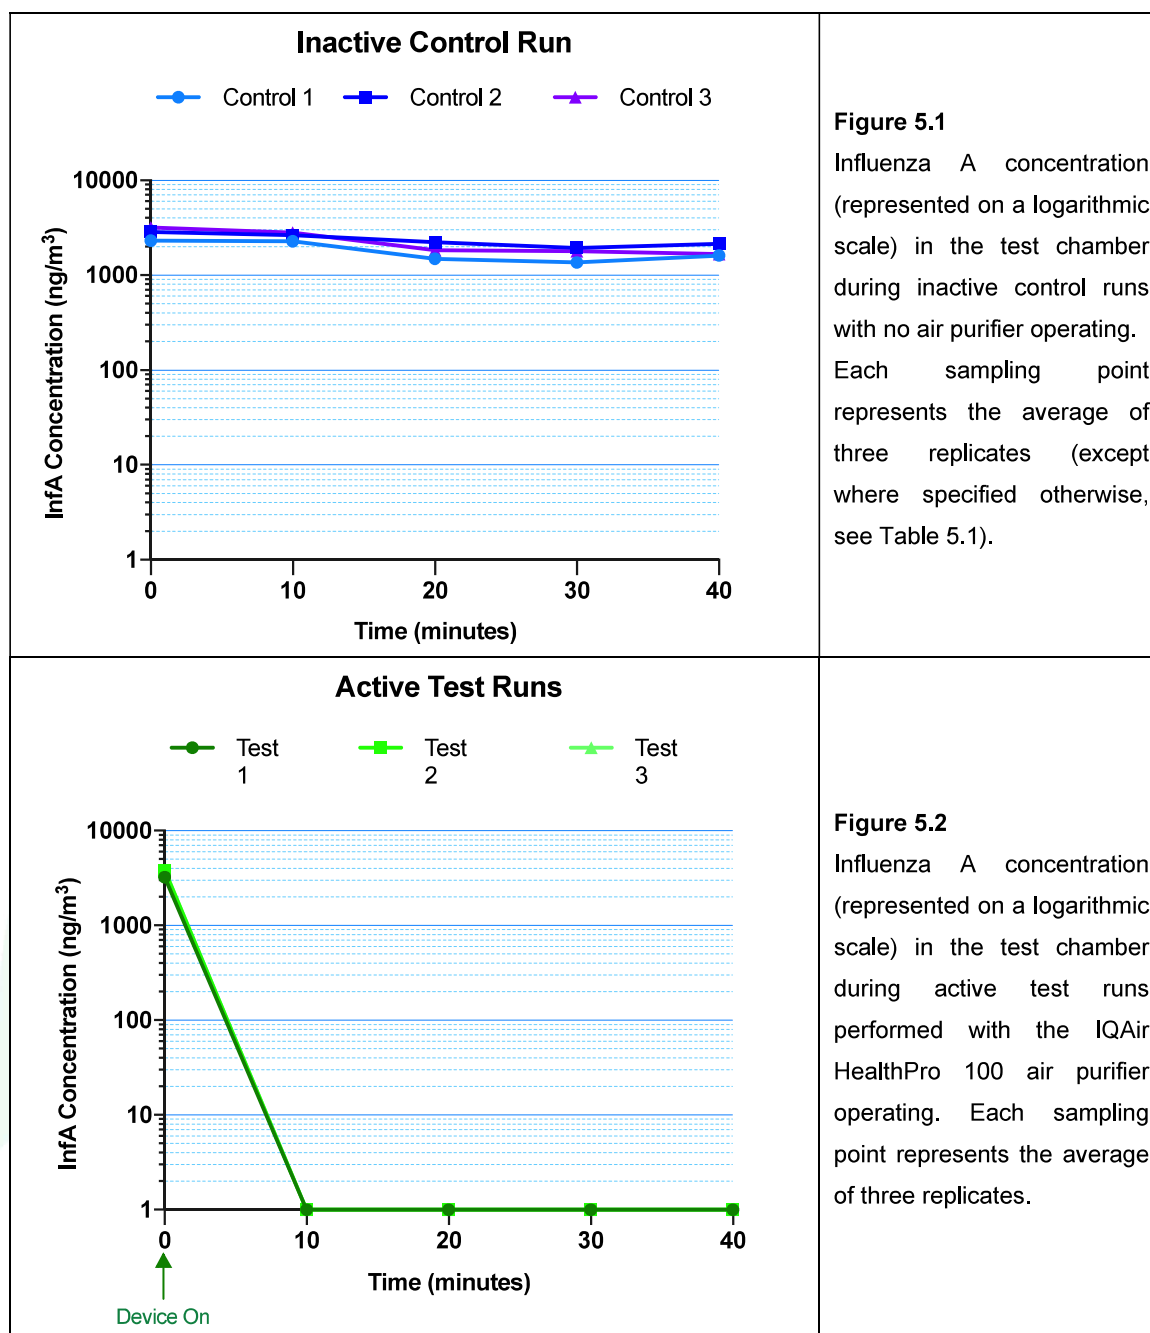 Inactive Control Run
Control 1
Control 2
Control 3
10000
1000
100
10
1
InfA Concentration (ng/m³)
0
10
20
30
40
Time (minutes)
Figure 5.1
Influenza A concentration
(represented on a logarithmic
scale) in the test chamber
during inactive control runs
with no air purifier operating.
Each sampling point
represents the average of
three replicates (except
where specified otherwise,
see Table 5.1).
Active Test Runs
Test
1
Test
2
Test
3
10000
1000
100
10
1
InfA Concentration (ng/m³)
0
10
20
30
40
Time (minutes)
Device On
Figure 5.2
Influenza A concentration
(represented on a logarithmic
scale) in the test chamber
during active test runs
performed with the IQAir
HealthPro 100 air purifier
operating. Each sampling
point represents the average
of three replicates.